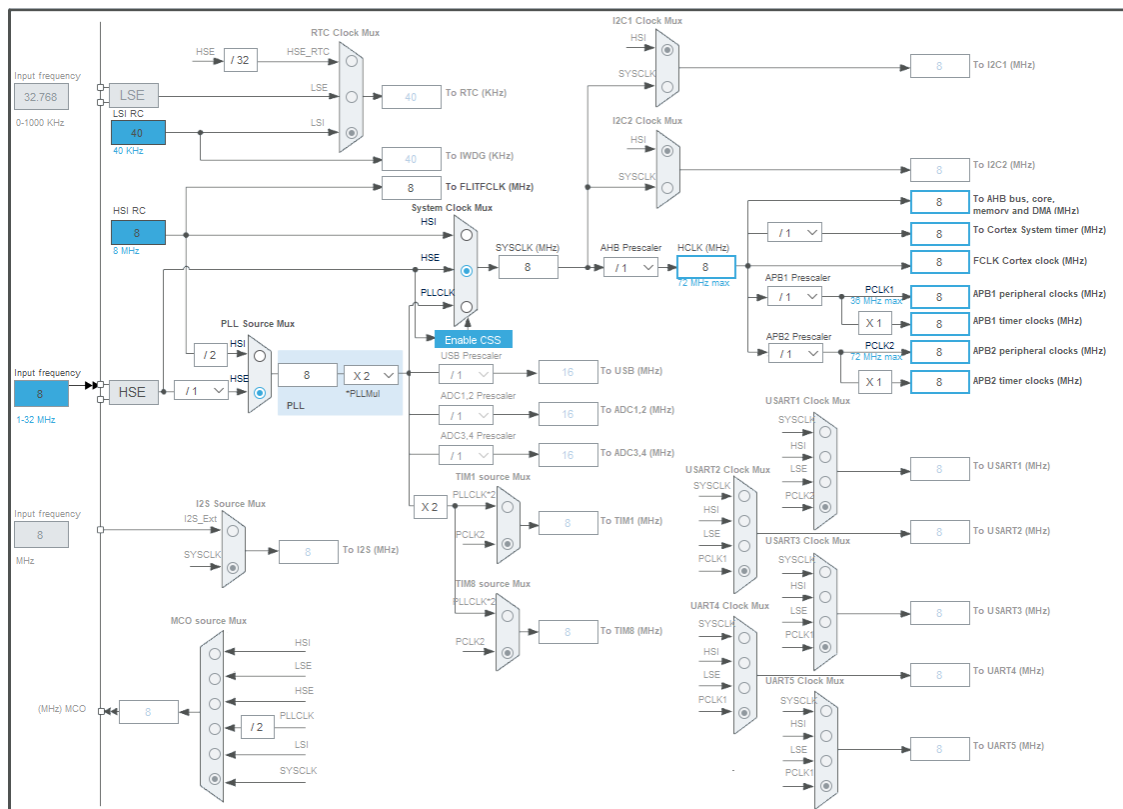 I2C1 Clock Mux
RTC Clock Mux
HSE
/ 32
HSE_RTC
HSI
SYSCLK
8
To I2C1 (MHz)
Input frequency
32.768
0-1000 KHz
LSE
LSE
40
To RTC (KHz)
LSI RC
40
40 KHz
LSI
I2C2 Clock Mux
HSI
SYSCLK
8
To I2C2 (MHz)
40
To IWDG (KHz)
8
To FLITFCLK (MHz)
HSI RC
8
8 MHz
System Clock Mux
HSI
HSE
PLLCLK
SYSCLK (MHz)
8
AHB Prescaler
/ 1
HCLK (MHz)
8
72 MHz max
8
To AHB bus, core,
memory and DMA (MHz)
/ 1
8
To Cortex System timer (MHz)
8
FCLK Cortex clock (MHz)
APB1 Prescaler
/ 1
PCLK1
36 MHz max
8
APB1 peripheral clocks (MHz)
X 1
8
APB1 timer clocks (MHz)
APB2 Prescaler
/ 1
PCLK2
72 MHz max
8
APB2 peripheral clocks (MHz)
X 1
8
APB2 timer clocks (MHz)
Enable CSS
PLL Source Mux
/ 2
HSI
Input frequency
8
1-32 MHz
HSE
/ 1
HSE
8
X 2
*PLLMul
PLL
USB Prescaler
/ 1
16
To USB (MHz)
ADC1,2 Prescaler
/ 1
16
To ADC1,2 (MHz)
ADC3,4 Prescaler
/ 1
16
To ADC3,4 (MHz)
USART1 Clock Mux
SYSCLK
HSI
LSE
PCLK2
8
To USART1 (MHz)
TIM1 source Mux
X 2
PLLCLK*2
PCLK2
8
To TIM1 (MHz)
USART2 Clock Mux
SYSCLK
HSI
LSE
PCLK1
8
To USART2 (MHz)
Input frequency
8
MHz
I2S Source Mux
I2S_Ext
SYSCLK
8
To I2S (MHz)
USART3 Clock Mux
SYSCLK
HSI
LSE
PCLK1
8
To USART3 (MHz)
TIM8 source Mux
PLLCLK*2
PCLK2
8
To TIM8 (MHz)
UART4 Clock Mux
SYSCLK
HSI
LSE
PCLK1
8
To UART4 (MHz)
MCO source Mux
HSI
LSE
HSE
PLLCLK
/ 2
LSI
SYSCLK
(MHz) MCO
8
UART5 Clock Mux
SYSCLK
HSI
LSE
PCLK1
8
To UART5 (MHz)